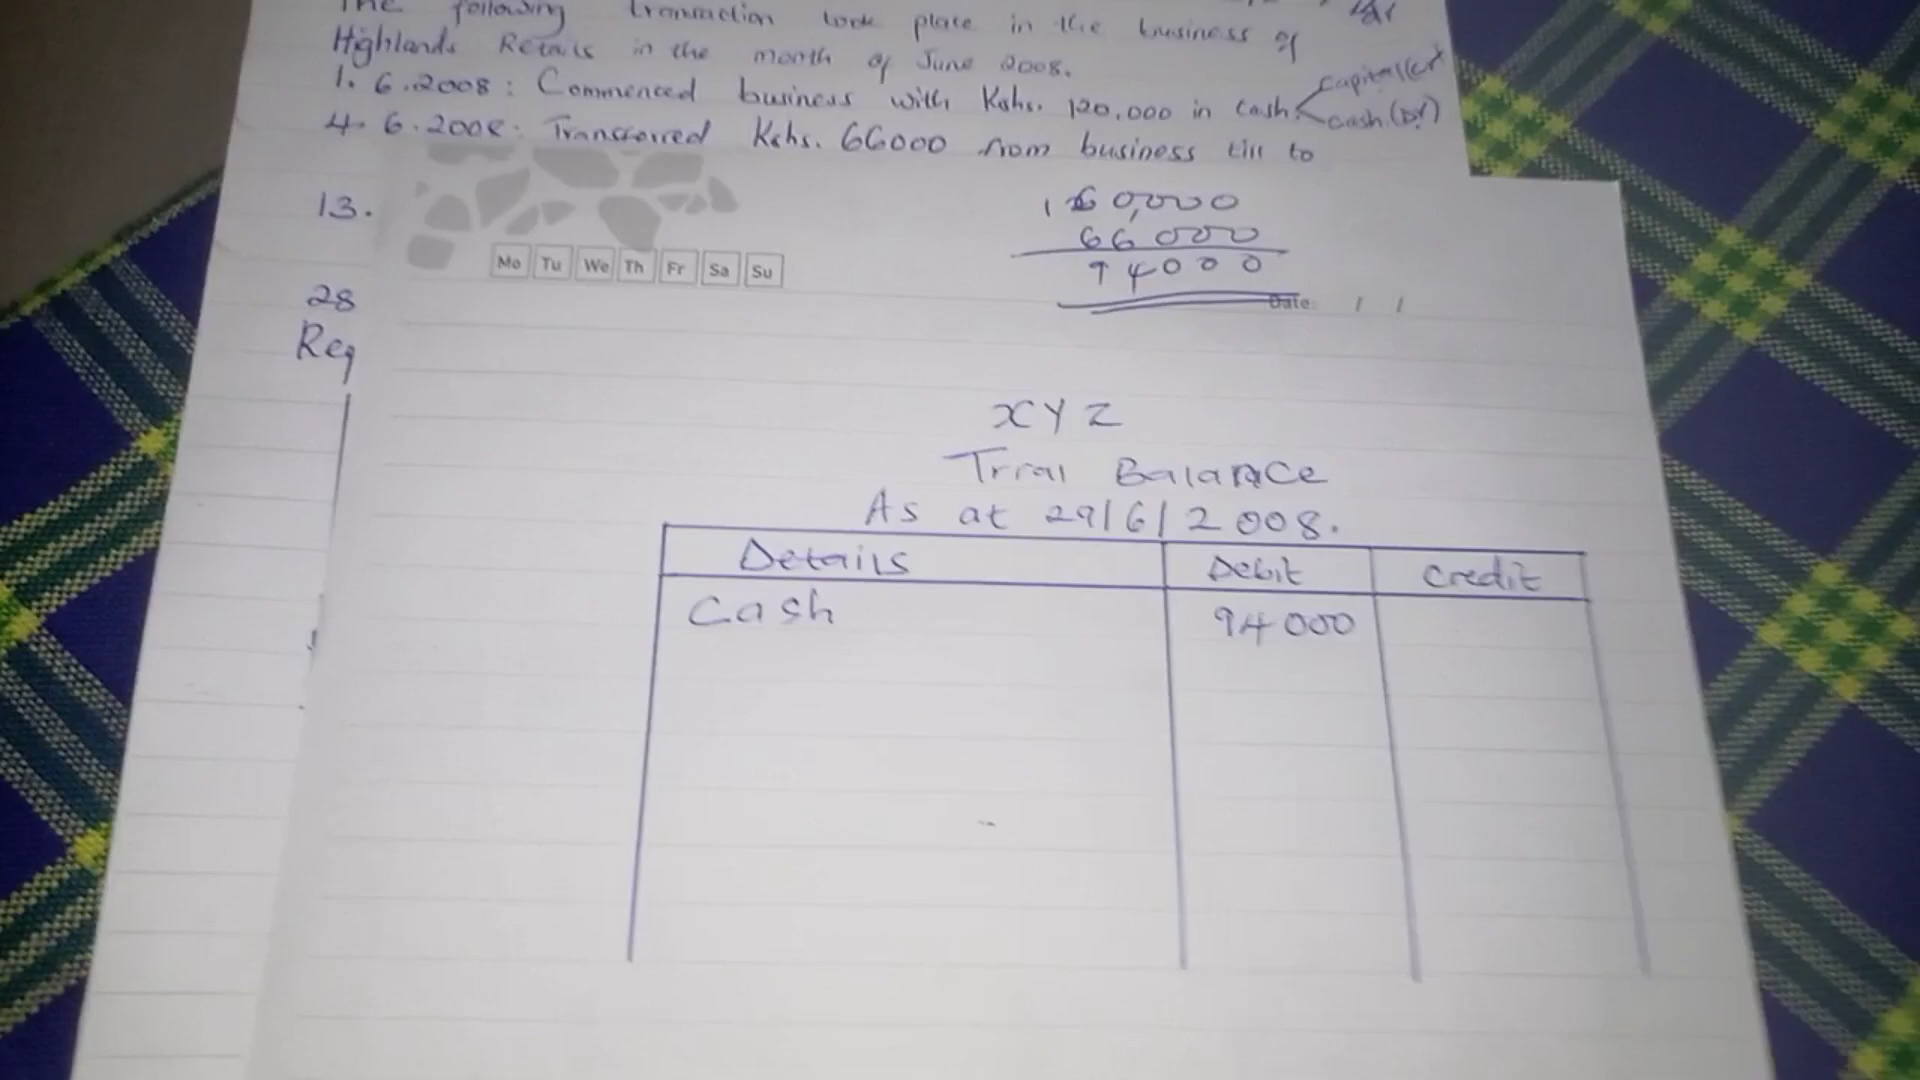 The following transaction took place in the business of
Highlands Retails in the month of June 2008.
1. 6.2008: Commenced business with Kshs. 120,000 in cash
capital (cr)
cash (Dr)
4. 6.2008: Transferred Kshs. 66000 from business till to
13.
28
Req
160,000
66 000
94000
Mo Tu We Th Fr Sa Su
Date: / /
XYZ
Trial Balance
As at 29/6/2008.
Details Debit Credit
Cash 94 000